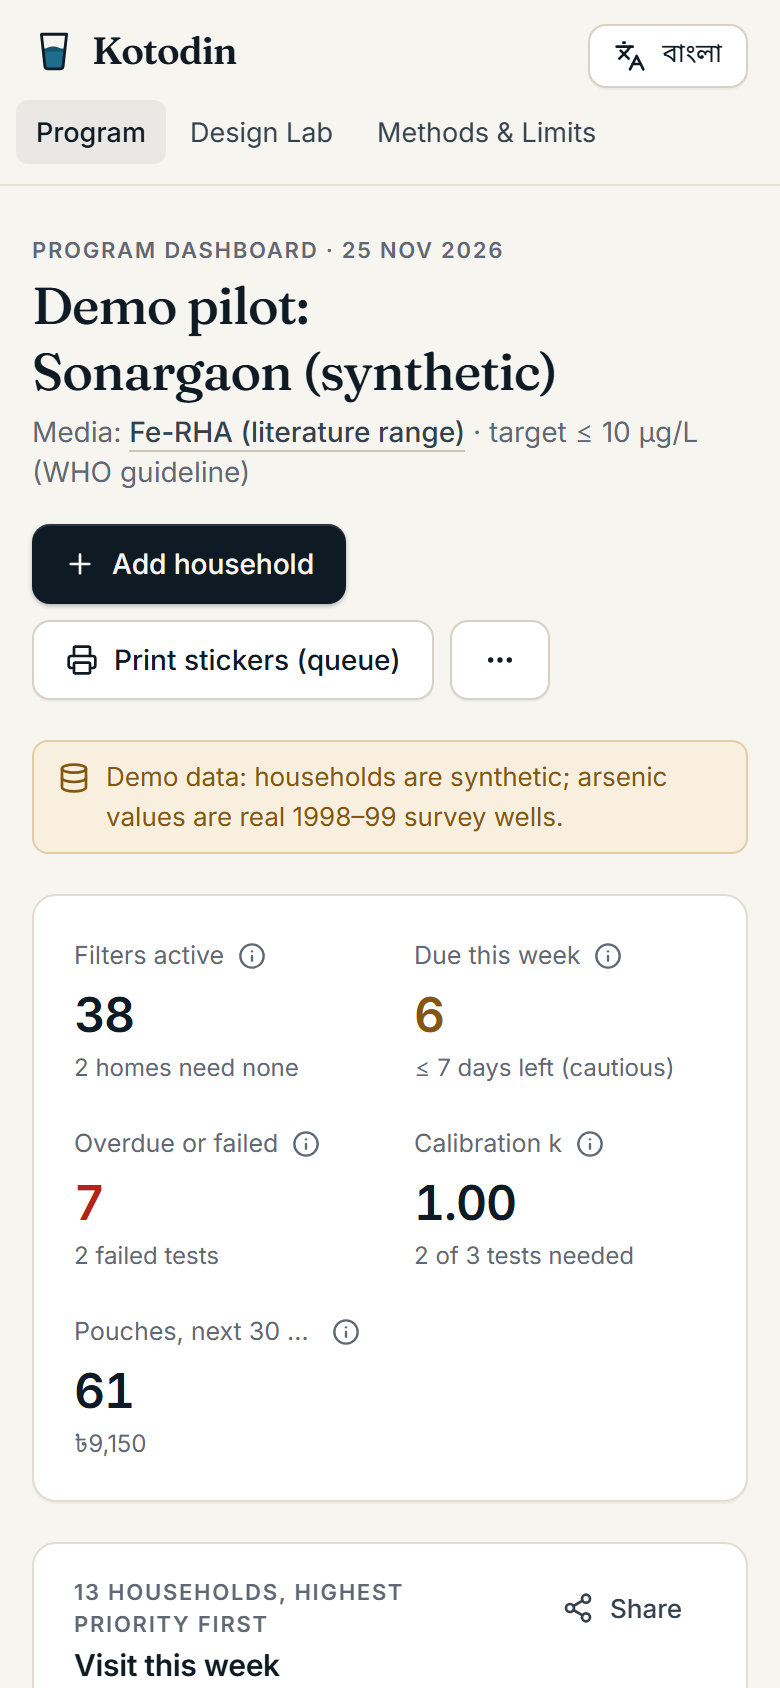 Kotodin
বাংলা
Program
Design Lab
Methods & Limits
PROGRAM DASHBOARD · 25 NOV 2026
Demo pilot:
Sonargaon (synthetic)
Media: Fe-RHA (literature range) · target ≤ 10 µg/L
(WHO guideline)
Add household
Print stickers (queue)
Demo data: households are synthetic; arsenic
values are real 1998–99 survey wells.
Filters active
38
2 homes need none
Due this week
6
≤ 7 days left (cautious)
Overdue or failed
7
2 failed tests
Calibration k
1.00
2 of 3 tests needed
Pouches, next 30 ...
61
৳9,150
13 HOUSEHOLDS, HIGHEST
PRIORITY FIRST
Share
Visit this week